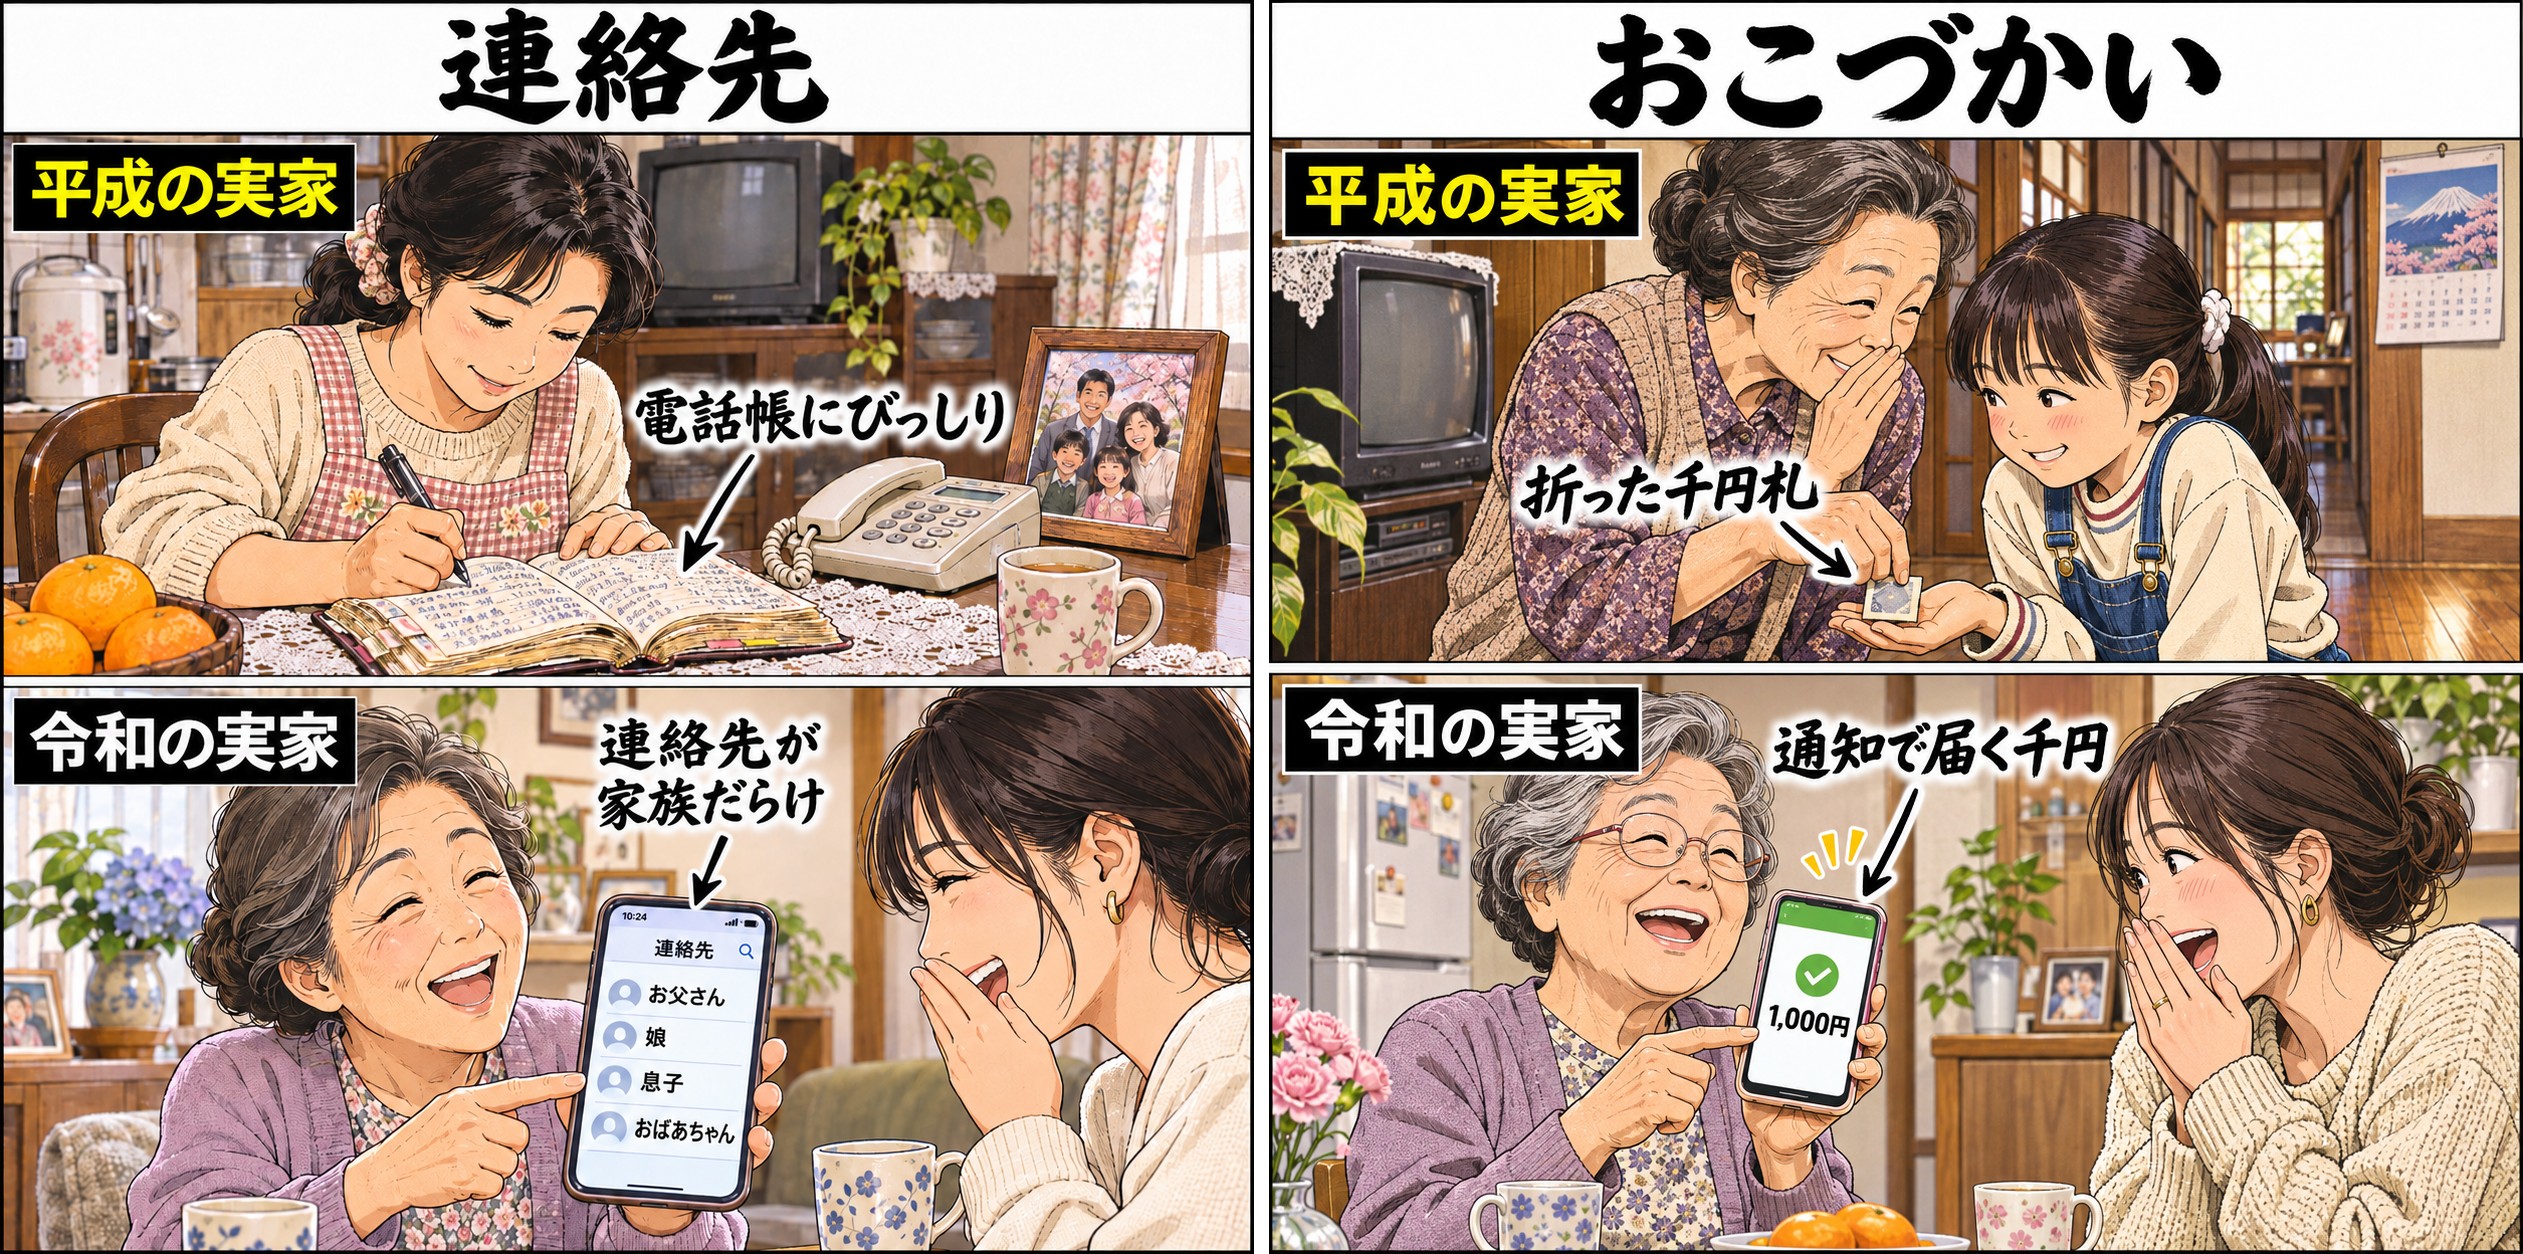 連絡先
平成の実家
電話帳にびっしり
令和の実家
連絡先が
家族だらけ
10:24
連絡先
お父さん
娘
息子
おばあちゃん
おこづかい
平成の実家
折った千円札
令和の実家
通知で届く千円
1,000円